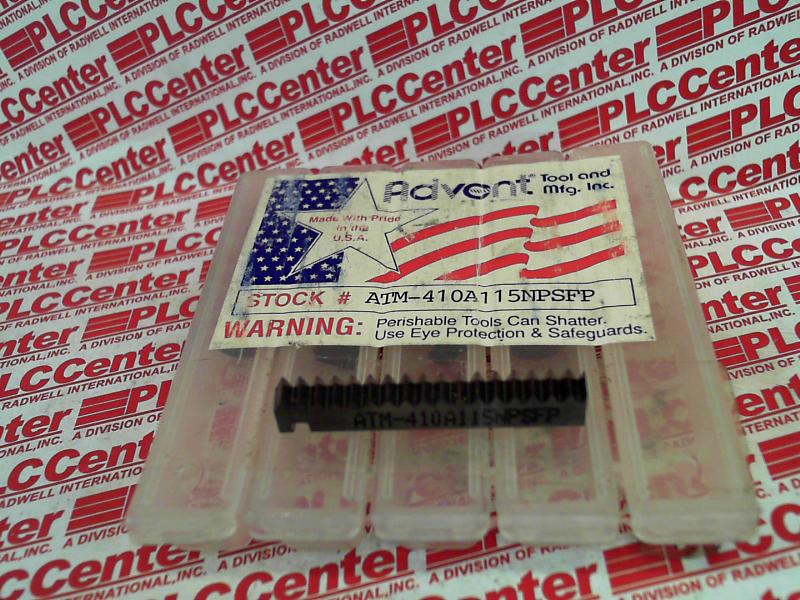 PLCCenter
A DIVISION OF RADWELL INTERNATIONAL, INC.
Advent® Tool and
Mfg. Inc.
Made With Pride
in the
U.S.A.
STOCK # ATM-410A115NPSFP
WARNING: Perishable Tools Can Shatter.
Use Eye Protection & Safeguards.
ATM-410A115NPSFP